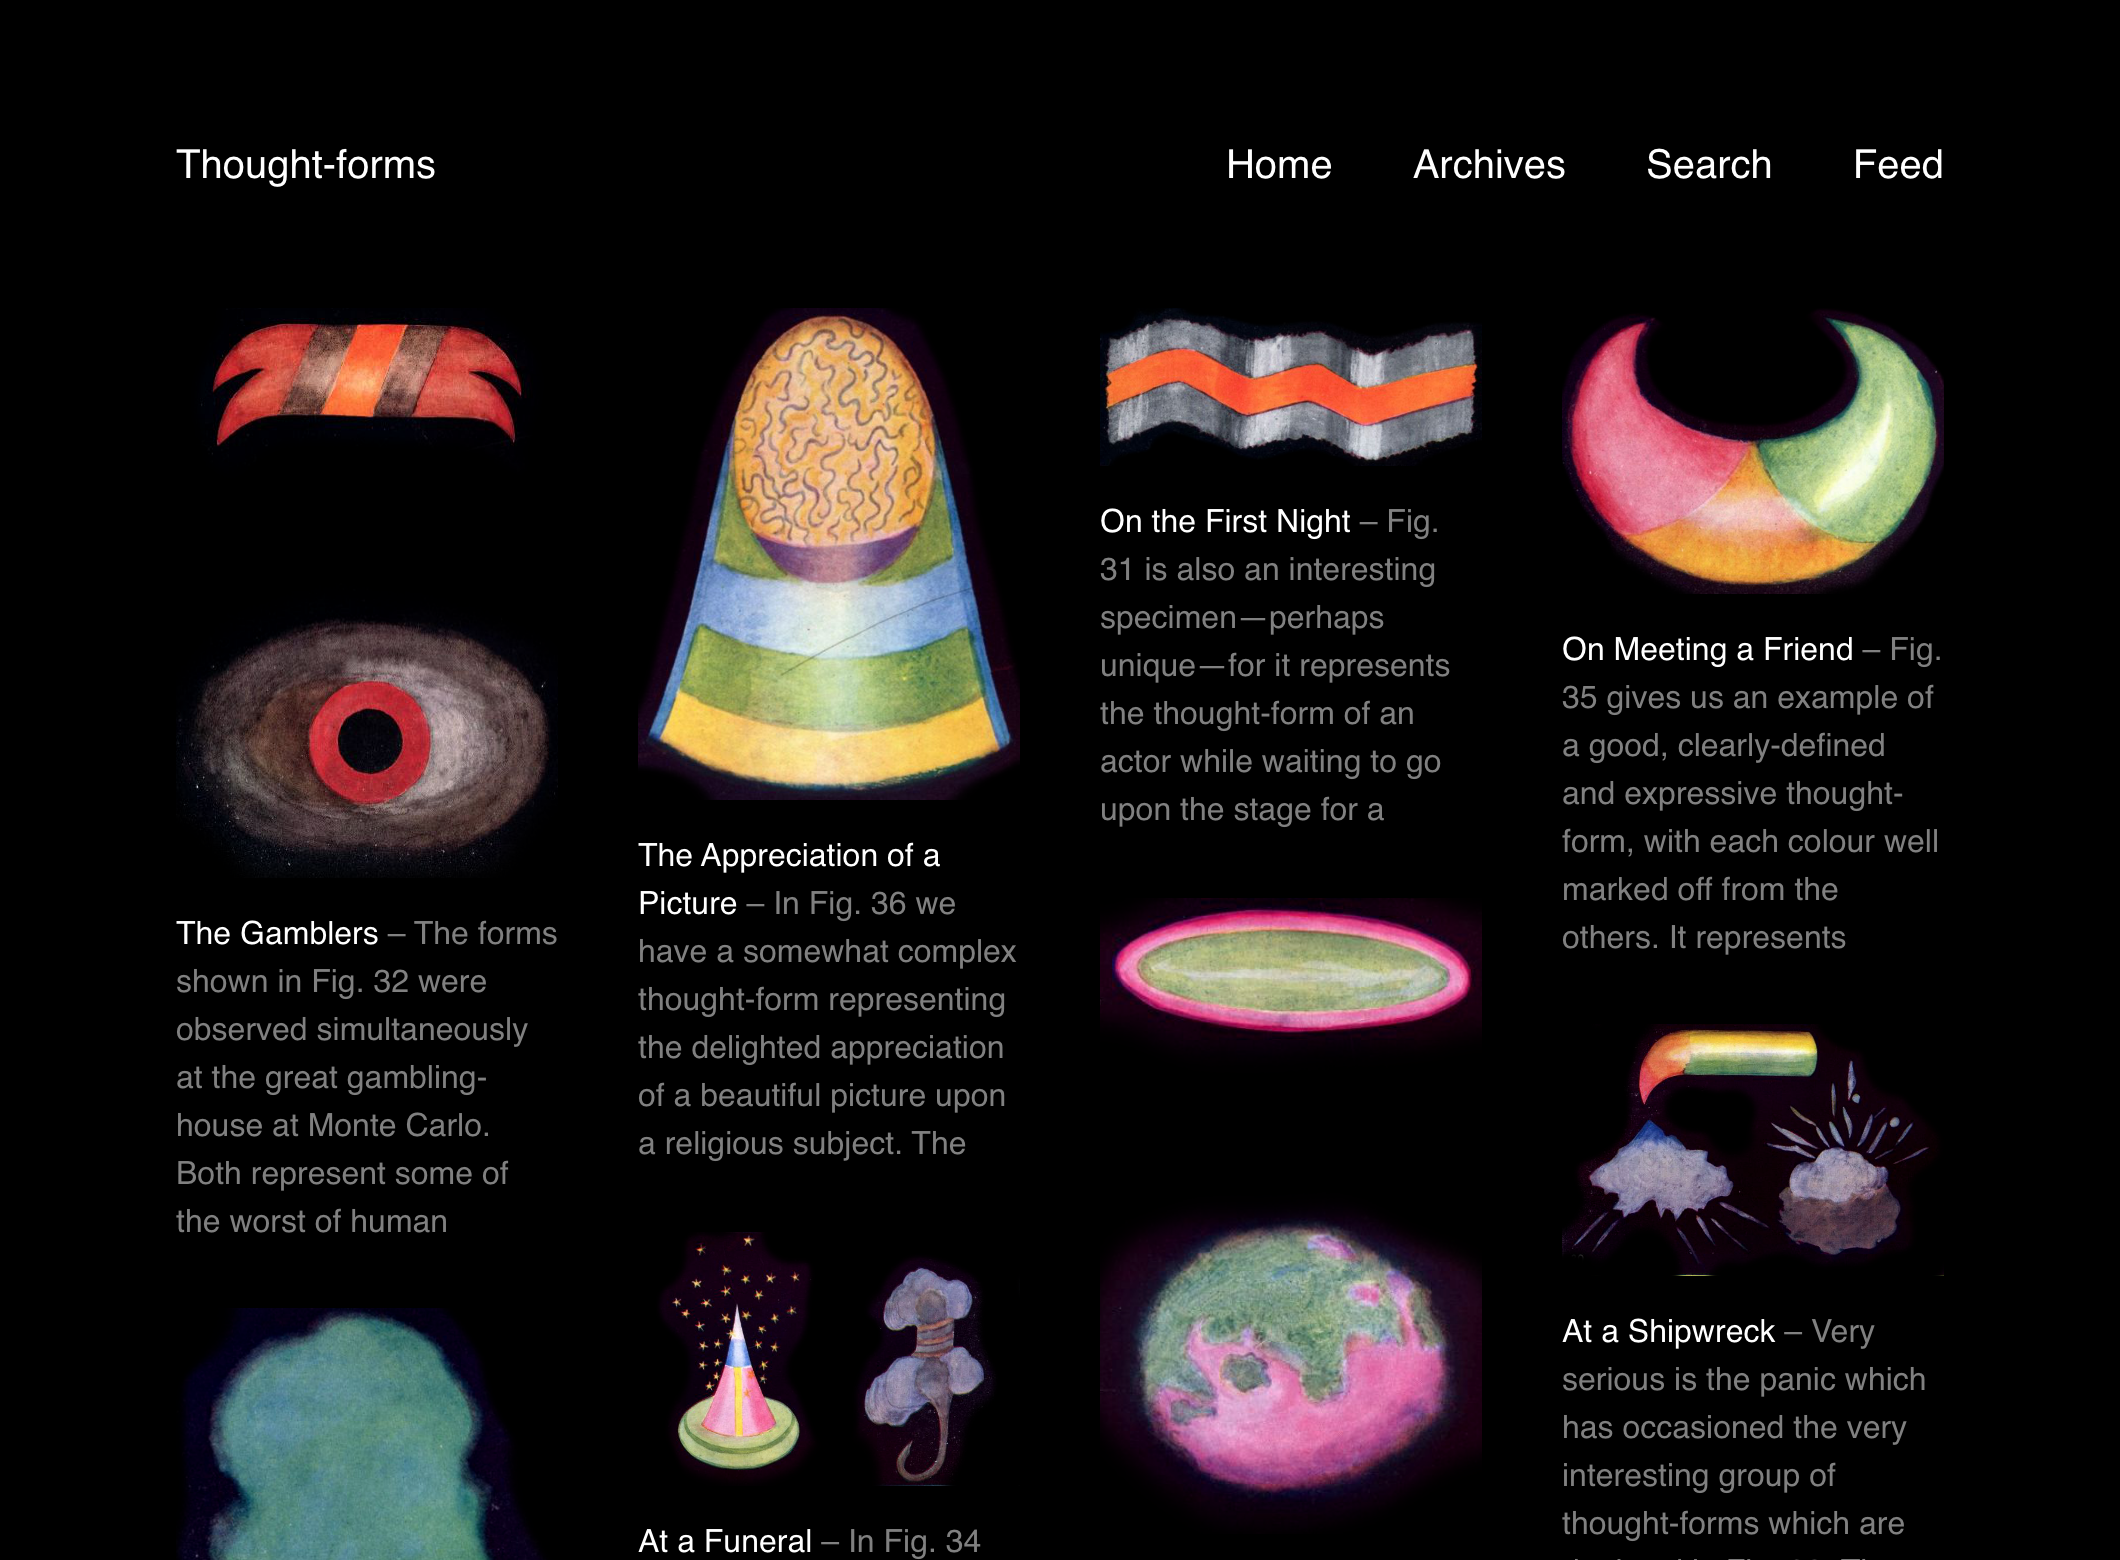 Thought-forms
Home
Archives
Search
Feed
The Gamblers – The forms
shown in Fig. 32 were
observed simultaneously
at the great gambling-
house at Monte Carlo.
Both represent some of
the worst of human
The Appreciation of a
Picture – In Fig. 36 we
have a somewhat complex
thought-form representing
the delighted appreciation
of a beautiful picture upon
a religious subject. The
At a Funeral – In Fig. 34
On the First Night – Fig.
31 is also an interesting
specimen—perhaps
unique—for it represents
the thought-form of an
actor while waiting to go
upon the stage for a
On Meeting a Friend – Fig.
35 gives us an example of
a good, clearly-defined
and expressive thought-
form, with each colour well
marked off from the
others. It represents
At a Shipwreck – Very
serious is the panic which
has occasioned the very
interesting group of
thought-forms which are